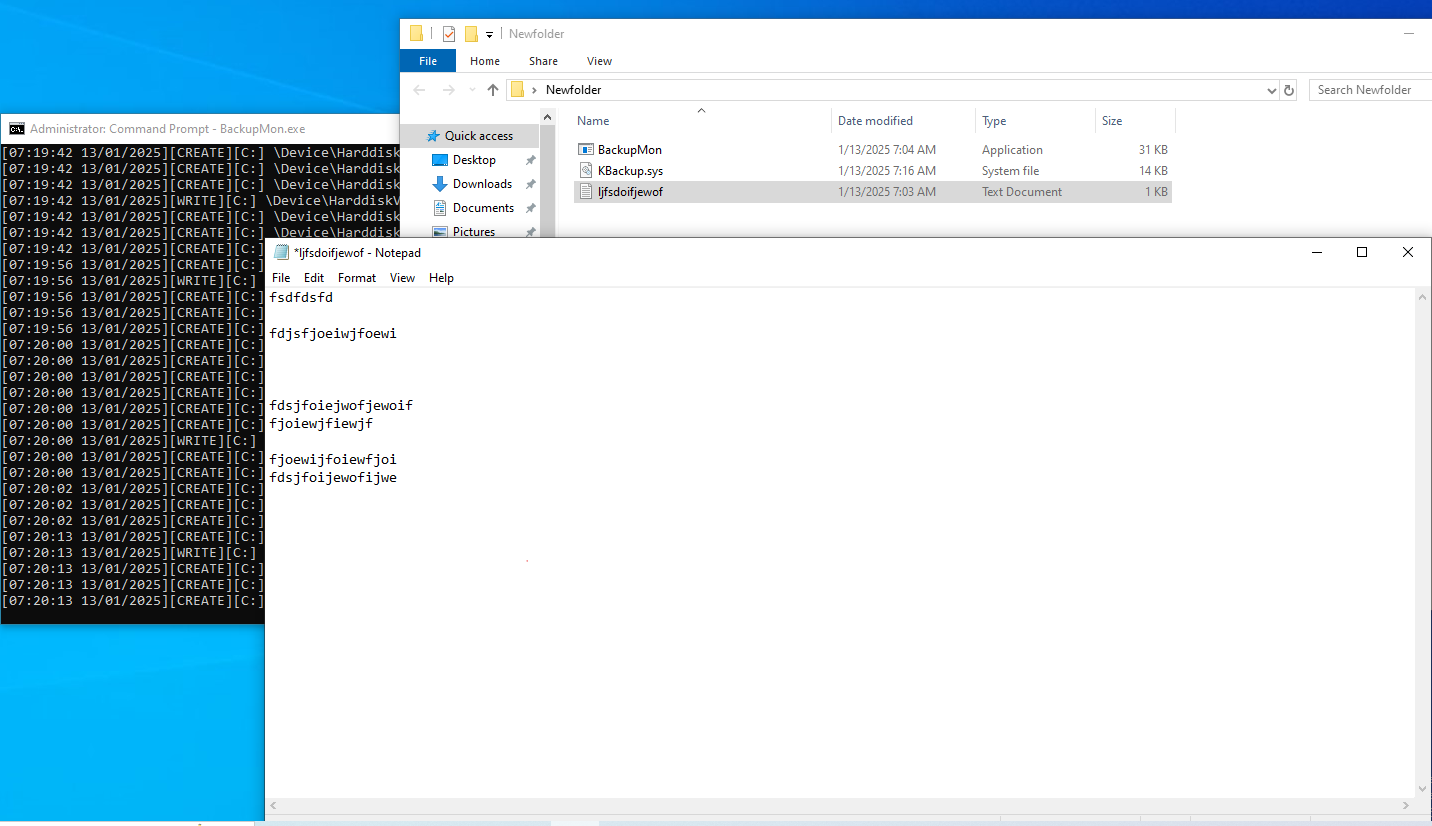 Newfolder
File Home Share View
Newfolder Search Newfolder
Name Date modified Type Size
Quick access
Desktop
Downloads
Documents
Pictures
BackupMon 1/13/2025 7:04 AM Application 31 KB
KBackup.sys 1/13/2025 7:16 AM System file 14 KB
ljfsdoifjewof 1/13/2025 7:03 AM Text Document 1 KB
Administrator: Command Prompt - BackupMon.exe
[07:19:42 13/01/2025][CREATE][C:] \Device\Harddisk
[07:19:42 13/01/2025][CREATE][C:] \Device\Harddisk
[07:19:42 13/01/2025][CREATE][C:] \Device\Harddisk
[07:19:42 13/01/2025][WRITE][C:] \Device\HarddiskV
[07:19:42 13/01/2025][CREATE][C:] \Device\Harddisk
[07:19:42 13/01/2025][CREATE][C:] \Device\Harddisk
[07:19:42 13/01/2025][CREATE][C:]
[07:19:56 13/01/2025][CREATE][C:]
[07:19:56 13/01/2025][WRITE][C:]
[07:19:56 13/01/2025][CREATE][C:]
[07:19:56 13/01/2025][CREATE][C:]
[07:19:56 13/01/2025][CREATE][C:]
[07:20:00 13/01/2025][CREATE][C:]
[07:20:00 13/01/2025][CREATE][C:]
[07:20:00 13/01/2025][CREATE][C:]
[07:20:00 13/01/2025][CREATE][C:]
[07:20:00 13/01/2025][CREATE][C:]
[07:20:00 13/01/2025][CREATE][C:]
[07:20:00 13/01/2025][WRITE][C:]
[07:20:00 13/01/2025][CREATE][C:]
[07:20:00 13/01/2025][CREATE][C:]
[07:20:02 13/01/2025][CREATE][C:]
[07:20:02 13/01/2025][CREATE][C:]
[07:20:02 13/01/2025][CREATE][C:]
[07:20:13 13/01/2025][CREATE][C:]
[07:20:13 13/01/2025][WRITE][C:]
[07:20:13 13/01/2025][CREATE][C:]
[07:20:13 13/01/2025][CREATE][C:]
[07:20:13 13/01/2025][CREATE][C:]
*ljfsdoifjewof - Notepad
File Edit Format View Help
fsdfdsfd
fdjsfjoeiwjfoewi
fdsjfoiejwofjewoif
fjoiewjfiewjf
fjoewijfoiewfjoi
fdsjfoijewofijwe